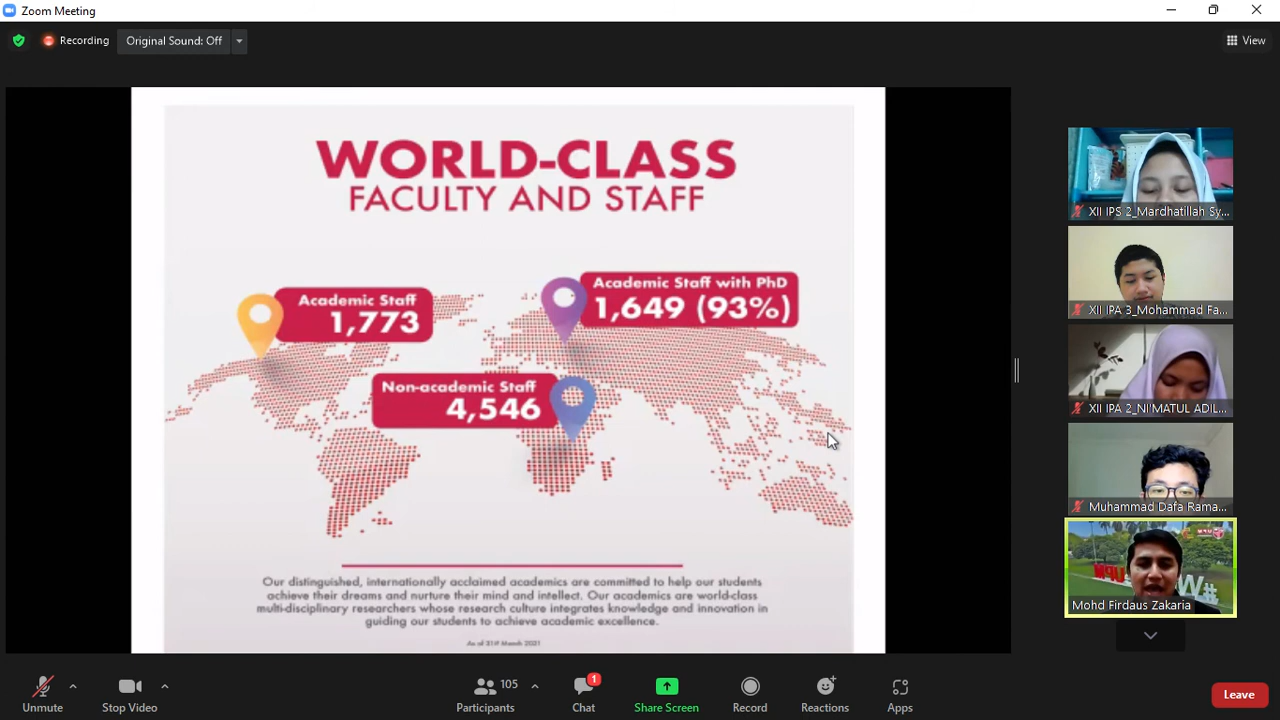 Zoom Meeting
Recording
Original Sound: Off
View
WORLD-CLASS
FACULTY AND STAFF
Academic Staff
1,773
Academic Staff with PhD
1,649 (93%)
Non-academic Staff
4,546
Our distinguished, internationally acclaimed academics are committed to help our students
achieve their dreams and nurture their mind and intellect. Our academics are world-class
multi-disciplinary researchers whose research culture integrates knowledge and innovation in
guiding our students to achieve academic excellence.
As of 31st March 2021
XII IPS 2_Mardhatillah Sy...
XII IPA 3_Mohammad Fa...
XII IPA 2_NI'MATUL ADIL...
Muhammad Dafa Rama...
Mohd Firdaus Zakaria
Unmute
Stop Video
105
Participants
1
Chat
Share Screen
Record
Reactions
Apps
Leave